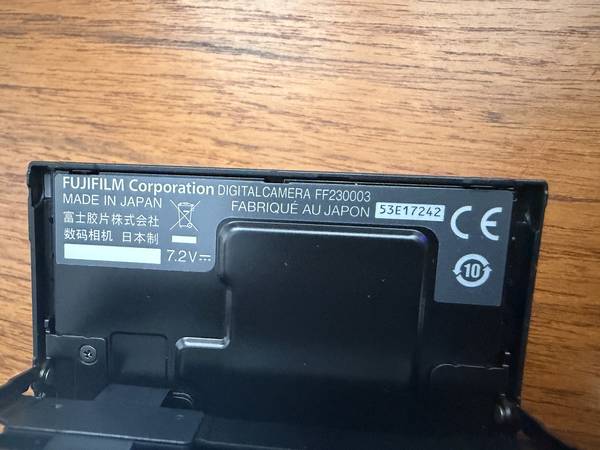 FUJIFILM Corporation DIGITAL CAMERA FF230003
MADE IN JAPAN
FABRIQUÉ AU JAPON 53E17242
富士胶片株式会社
数码相机 日本制
7.2V⎓
CE
10